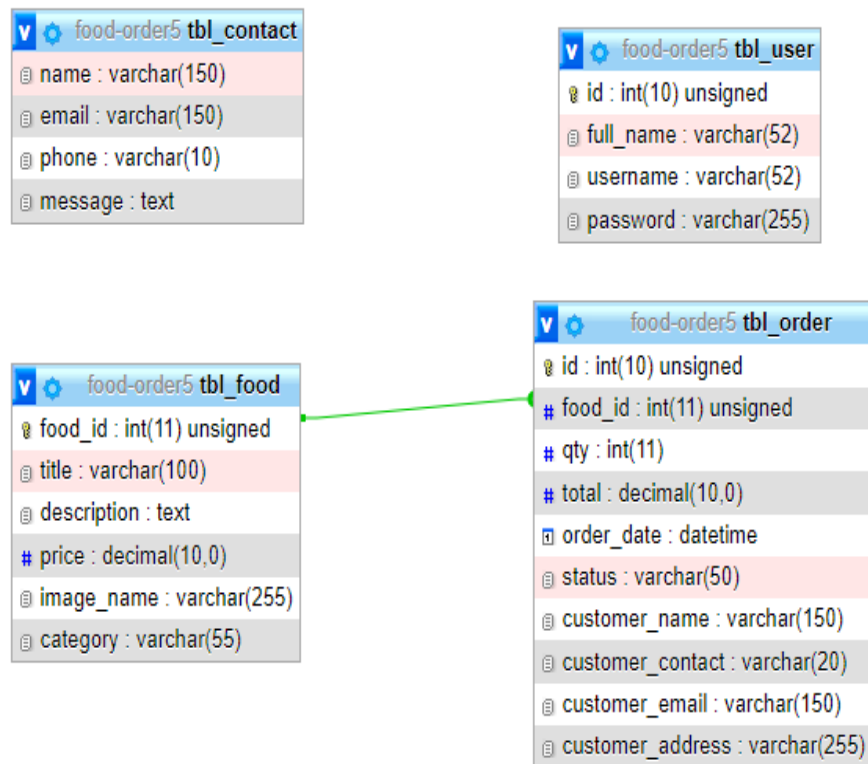 food-order5 tbl_contact
name : varchar(150)
email : varchar(150)
phone : varchar(10)
message : text
food-order5 tbl_user
id : int(10) unsigned
full_name : varchar(52)
username : varchar(52)
password : varchar(255)
food-order5 tbl_food
food_id : int(11) unsigned
title : varchar(100)
description : text
# price : decimal(10,0)
image_name : varchar(255)
category : varchar(55)
food-order5 tbl_order
id : int(10) unsigned
# food_id : int(11) unsigned
# qty : int(11)
# total : decimal(10,0)
order_date : datetime
status : varchar(50)
customer_name : varchar(150)
customer_contact : varchar(20)
customer_email : varchar(150)
customer_address : varchar(255)